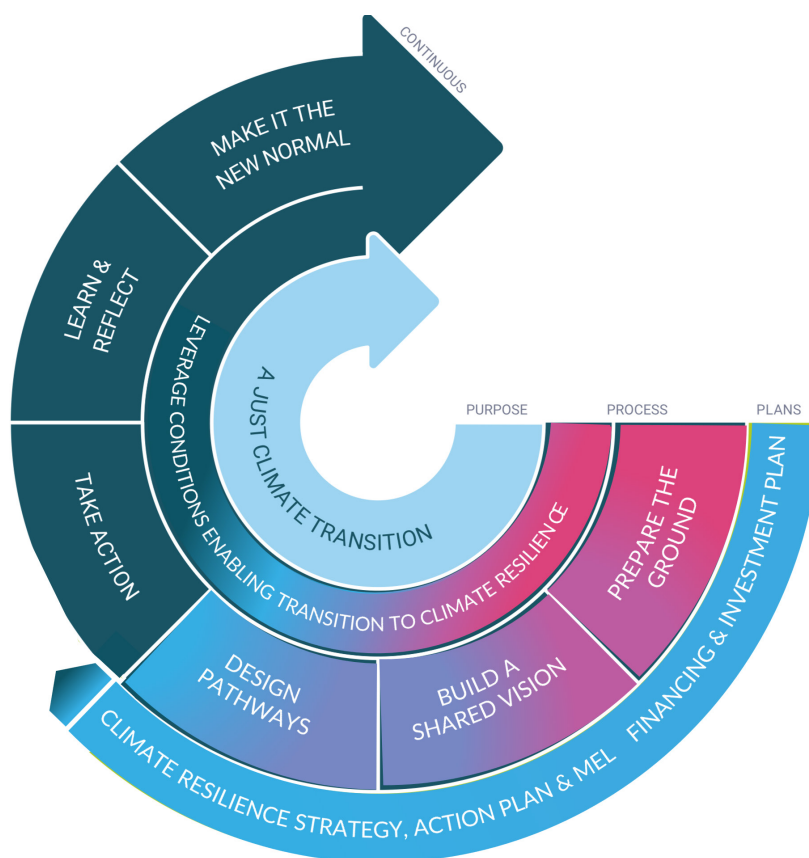 CONTINUOUS
MAKE IT THE
NEW NORMAL
LEARN &
REFLECT
TAKE ACTION
DESIGN
PATHWAYS
BUILD A
SHARED VISION
PREPARE THE
GROUND
LEVERAGE CONDITIONS ENABLING TRANSITION TO CLIMATE RESILIENCE
A JUST CLIMATE TRANSITION
PURPOSE
PROCESS
PLANS
CLIMATE RESILIENCE STRATEGY, ACTION PLAN & MEL
FINANCING & INVESTMENT PLAN